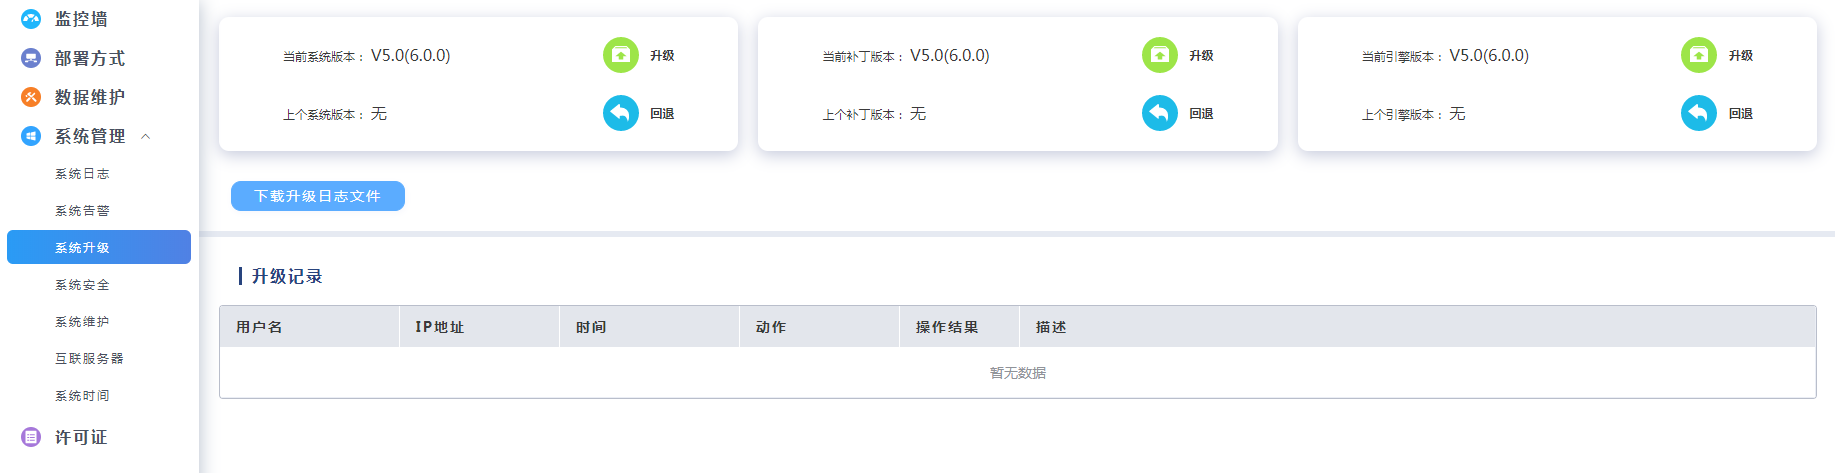 监控墙
部署方式
数据维护
系统管理
系统日志
系统告警
系统升级
系统安全
系统维护
互联服务器
系统时间
许可证
当前系统版本： V5.0(6.0.0) 升级
上个系统版本： 无 回退
当前补丁版本： V5.0(6.0.0) 升级
上个补丁版本： 无 回退
当前引擎版本： V5.0(6.0.0) 升级
上个引擎版本： 无 回退
下载升级日志文件
升级记录
用户名 IP地址 时间 动作 操作结果 描述
暂无数据